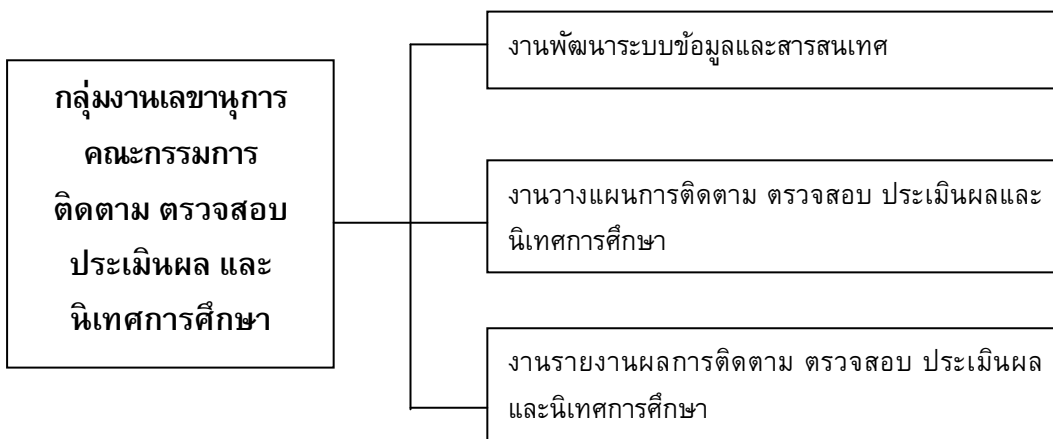 กลุ่มงานเลขานุการ
คณะกรรมการ
ติดตาม ตรวจสอบ
ประเมินผล และ
นิเทศการศึกษา
งานพัฒนาระบบข้อมูลและสารสนเทศ
งานวางแผนการติดตาม ตรวจสอบ ประเมินผลและ
นิเทศการศึกษา
งานรายงานผลการติดตาม ตรวจสอบ ประเมินผล
และนิเทศการศึกษา